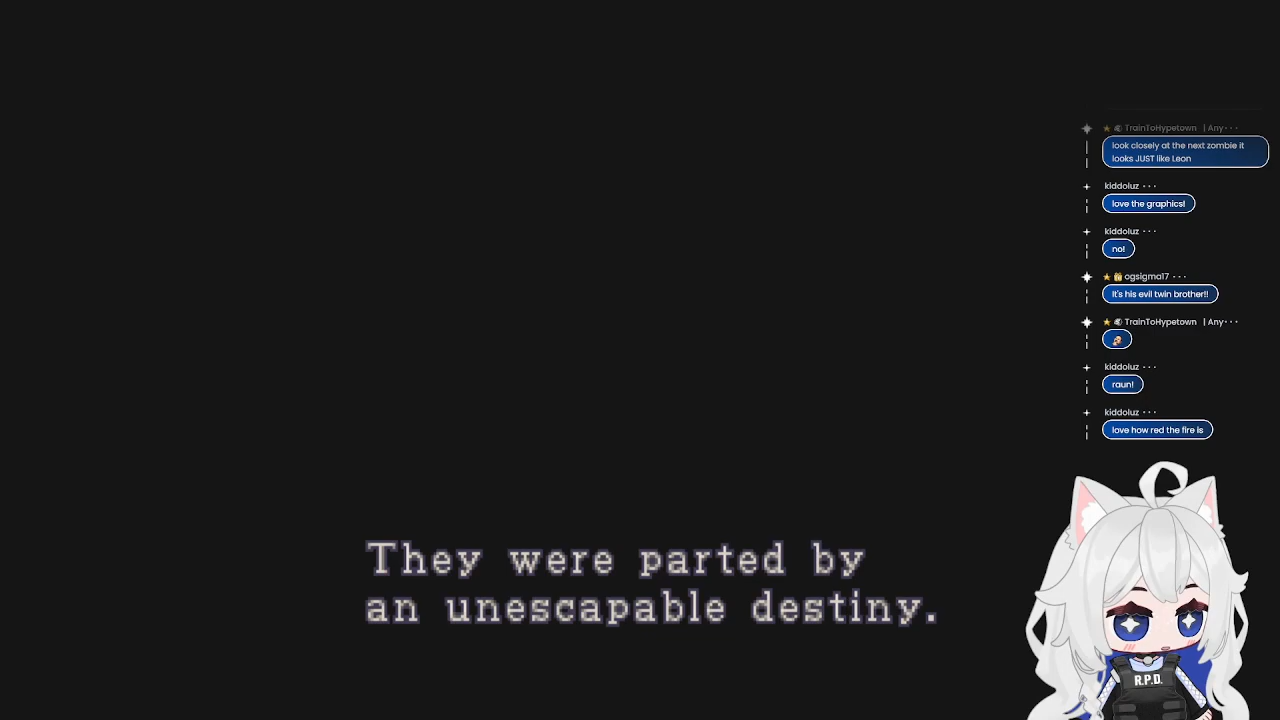 TrainToHypetown | Any···
look closely at the next zombie it
looks JUST like Leon
kiddoluz ···
love the graphics!
kiddoluz ···
no!
ogsigma17 ···
It's his evil twin brother!!
TrainToHypetown | Any···
kiddoluz ···
raun!
kiddoluz ···
love how red the fire is
They were parted by
an unescapable destiny.
R.P.D.